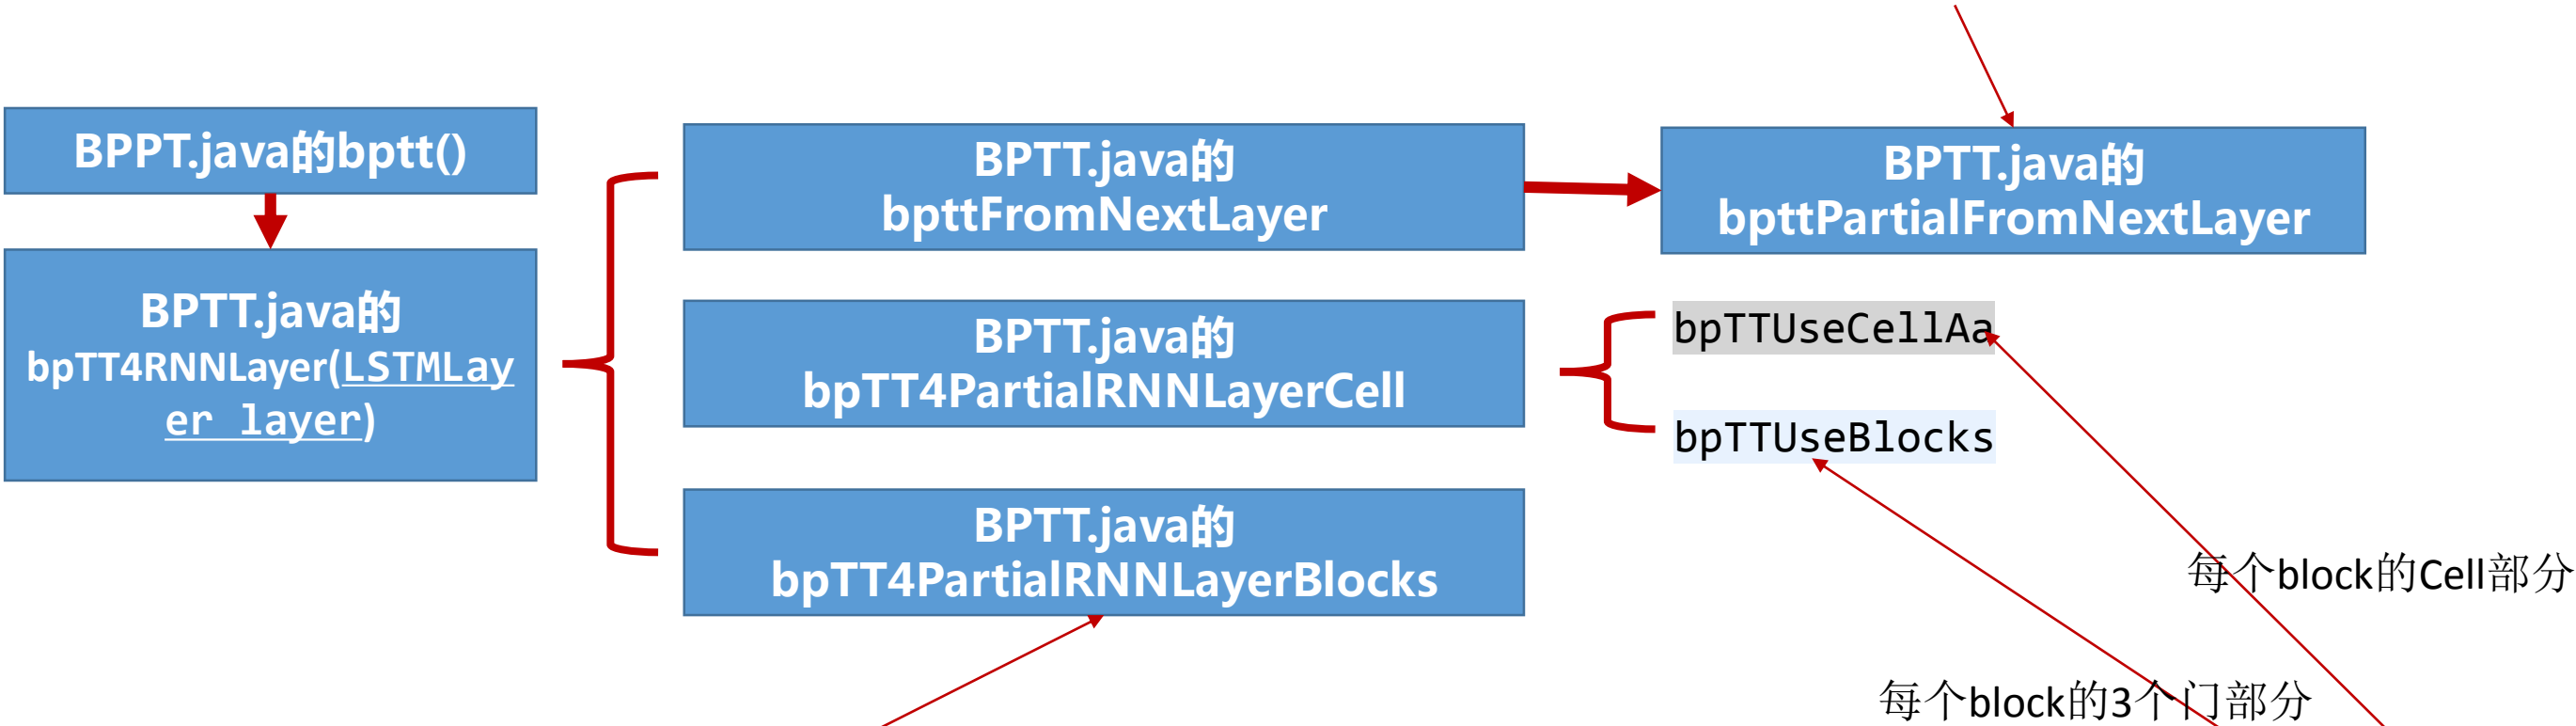 BPPT.java的bptt()
BPTT.java的
bpTT4RNNLayer(LSTMLay
er layer)
BPTT.java的
bpttFromNextLayer
BPTT.java的
bpTT4PartialRNNLayerCell
BPTT.java的
bpTT4PartialRNNLayerBlocks
BPTT.java的
bpttPartialFromNextLayer
bpTTUseCellAa
bpTTUseBlocks
每个block的Cell部分
每个block的3个门部分